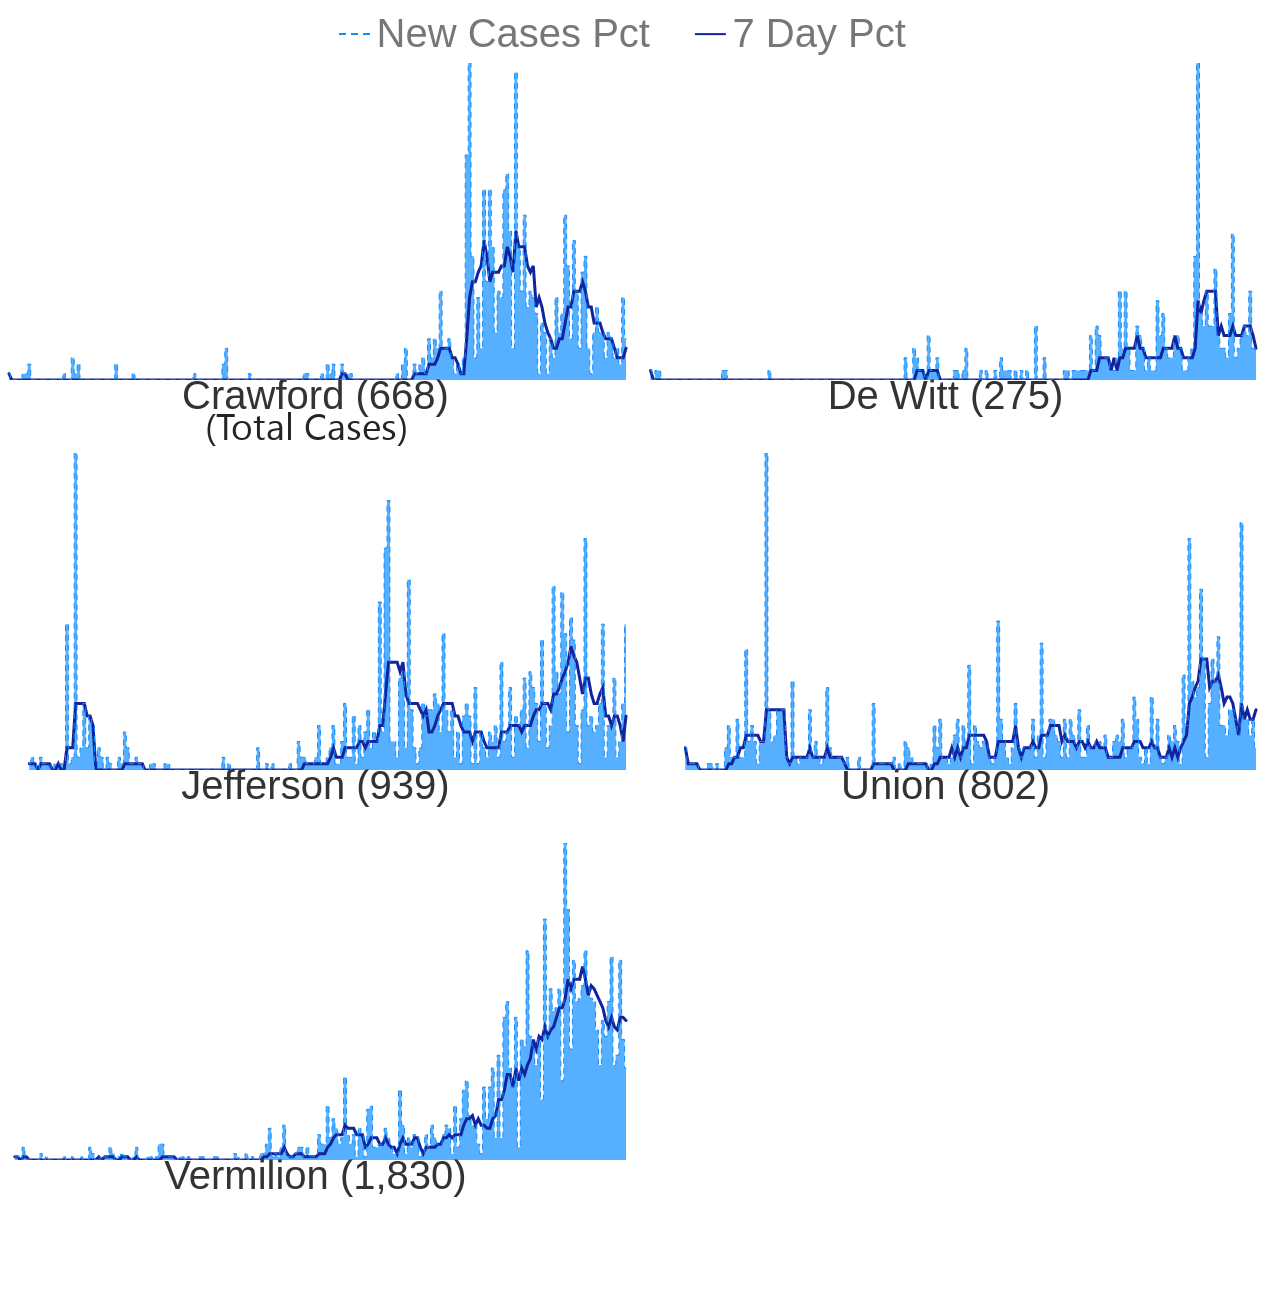 New Cases Pct 7 Day Pct
Crawford (668) De Witt (275)
(Total Cases)
Jefferson (939) Union (802)
Vermilion (1,830)